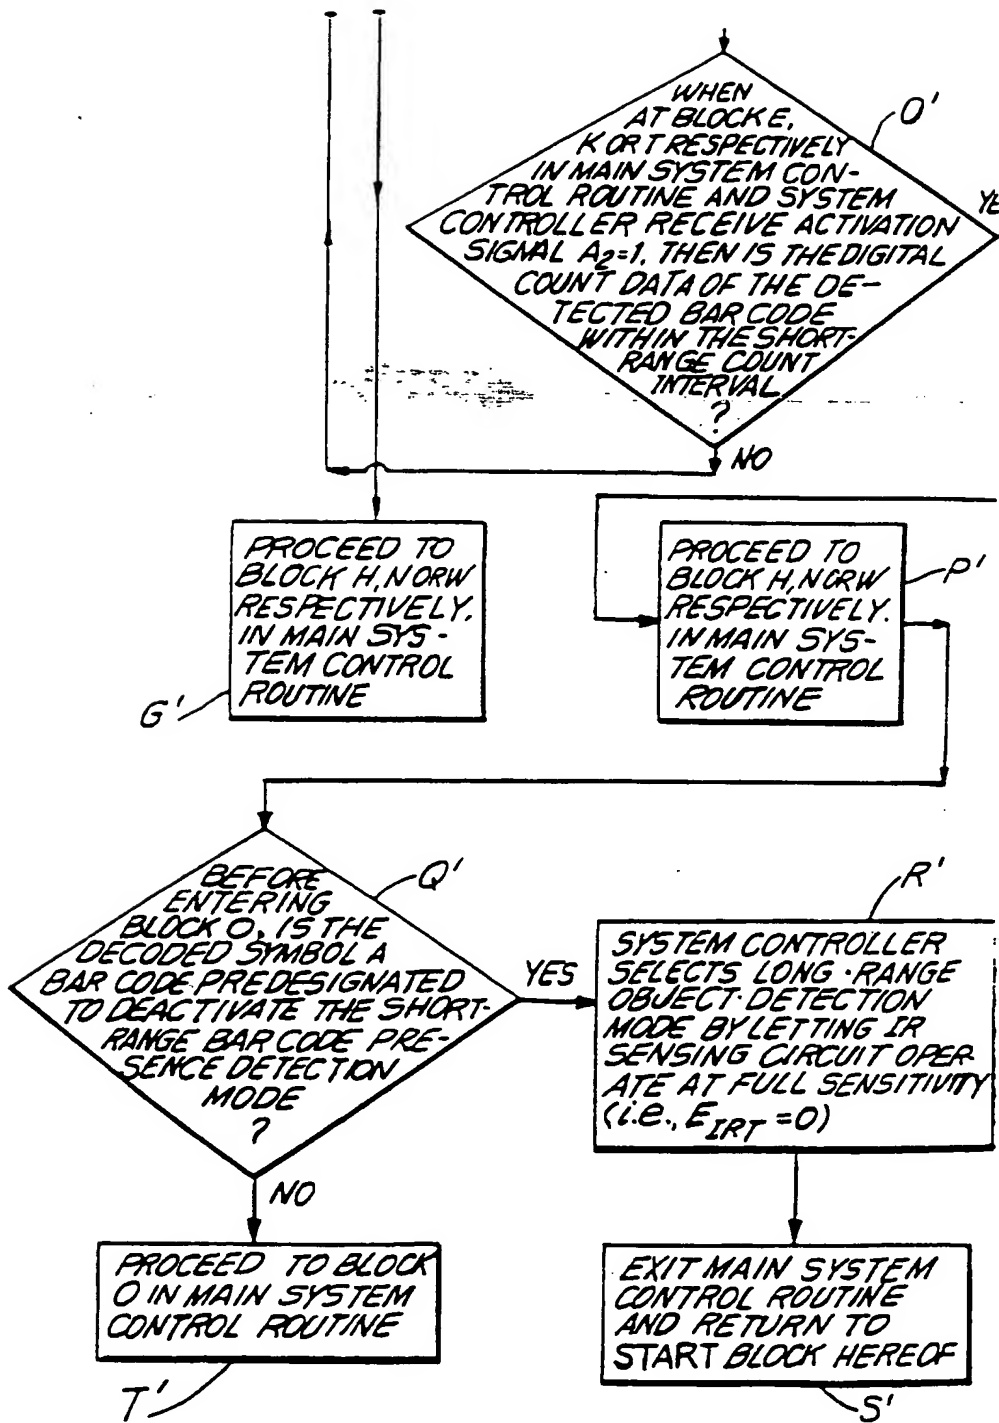 WHEN
AT BLOCK E,
K OR T RESPECTIVELY
IN MAIN SYSTEM CON-
TROL ROUTINE AND SYSTEM
CONTROLLER RECEIVE ACTIVATION
SIGNAL A2=1, THEN IS THE DIGITAL
COUNT DATA OF THE DE-
TECTED BAR CODE
WITHIN THE SHORT-
RANGE COUNT
INTERVAL
?
O'
YE
NO
PROCEED TO
BLOCK H, N OR W
RESPECTIVELY,
IN MAIN SYS-
TEM CONTROL
ROUTINE
G'
PROCEED TO
BLOCK H, N OR W
RESPECTIVELY.
IN MAIN SYS-
TEM CONTROL
ROUTINE
P'
BEFORE
ENTERING
BLOCK O, IS THE
DECODED SYMBOL A
BAR CODE PREDESIGNATED
TO DEACTIVATE THE SHORT-
RANGE BAR CODE PRE-
SENCE DETECTION
MODE
?
Q'
YES
NO
R'
SYSTEM CONTROLLER
SELECTS LONG-RANGE
OBJECT-DETECTION
MODE BY LETTING IR
SENSING CIRCUIT OPER-
ATE AT FULL SENSITIVITY
(i.e., EIRT =0)
PROCEED TO BLOCK
O IN MAIN SYSTEM
CONTROL ROUTINE
T'
EXIT MAIN SYSTEM
CONTROL ROUTINE
AND RETURN TO
START BLOCK HEREOF
S'